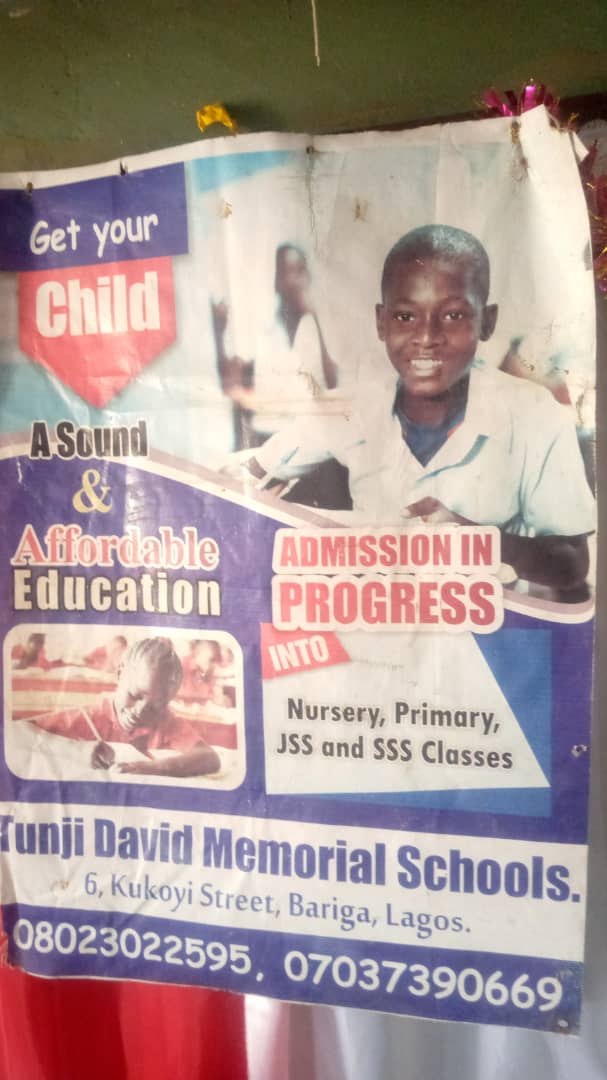 Get your
Child
A Sound
&
Affordable
Education
ADMISSION IN
PROGRESS
INTO
Nursery, Primary,
JSS and SSS Classes
Tunji David Memorial Schools.
6, Kukoyi Street, Bariga, Lagos.
08023022595, 07037390669